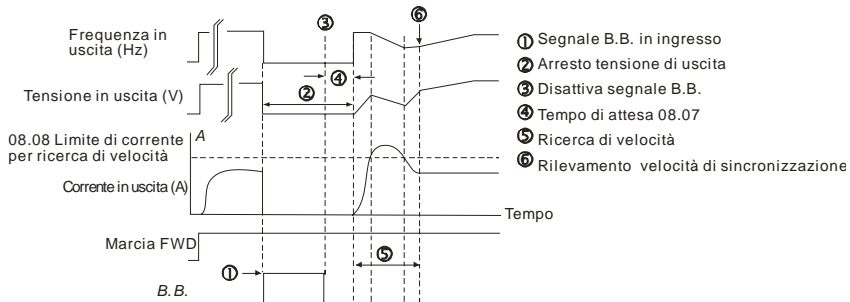 ③
⑥
Frequenza in
uscita (Hz)
① Segnale B.B. in ingresso
② Arresto tensione di uscita
③ Disattiva segnale B.B.
④ Tempo di attesa 08.07
⑤ Ricerca di velocità
⑥ Rilevamento velocità di sincronizzazione
④
②
Tensione in uscita (V)
08.08 Limite di corrente
per ricerca di velocità
A
Corrente in uscita (A)
Tempo
Marcia FWD
⑤
①
B.B.